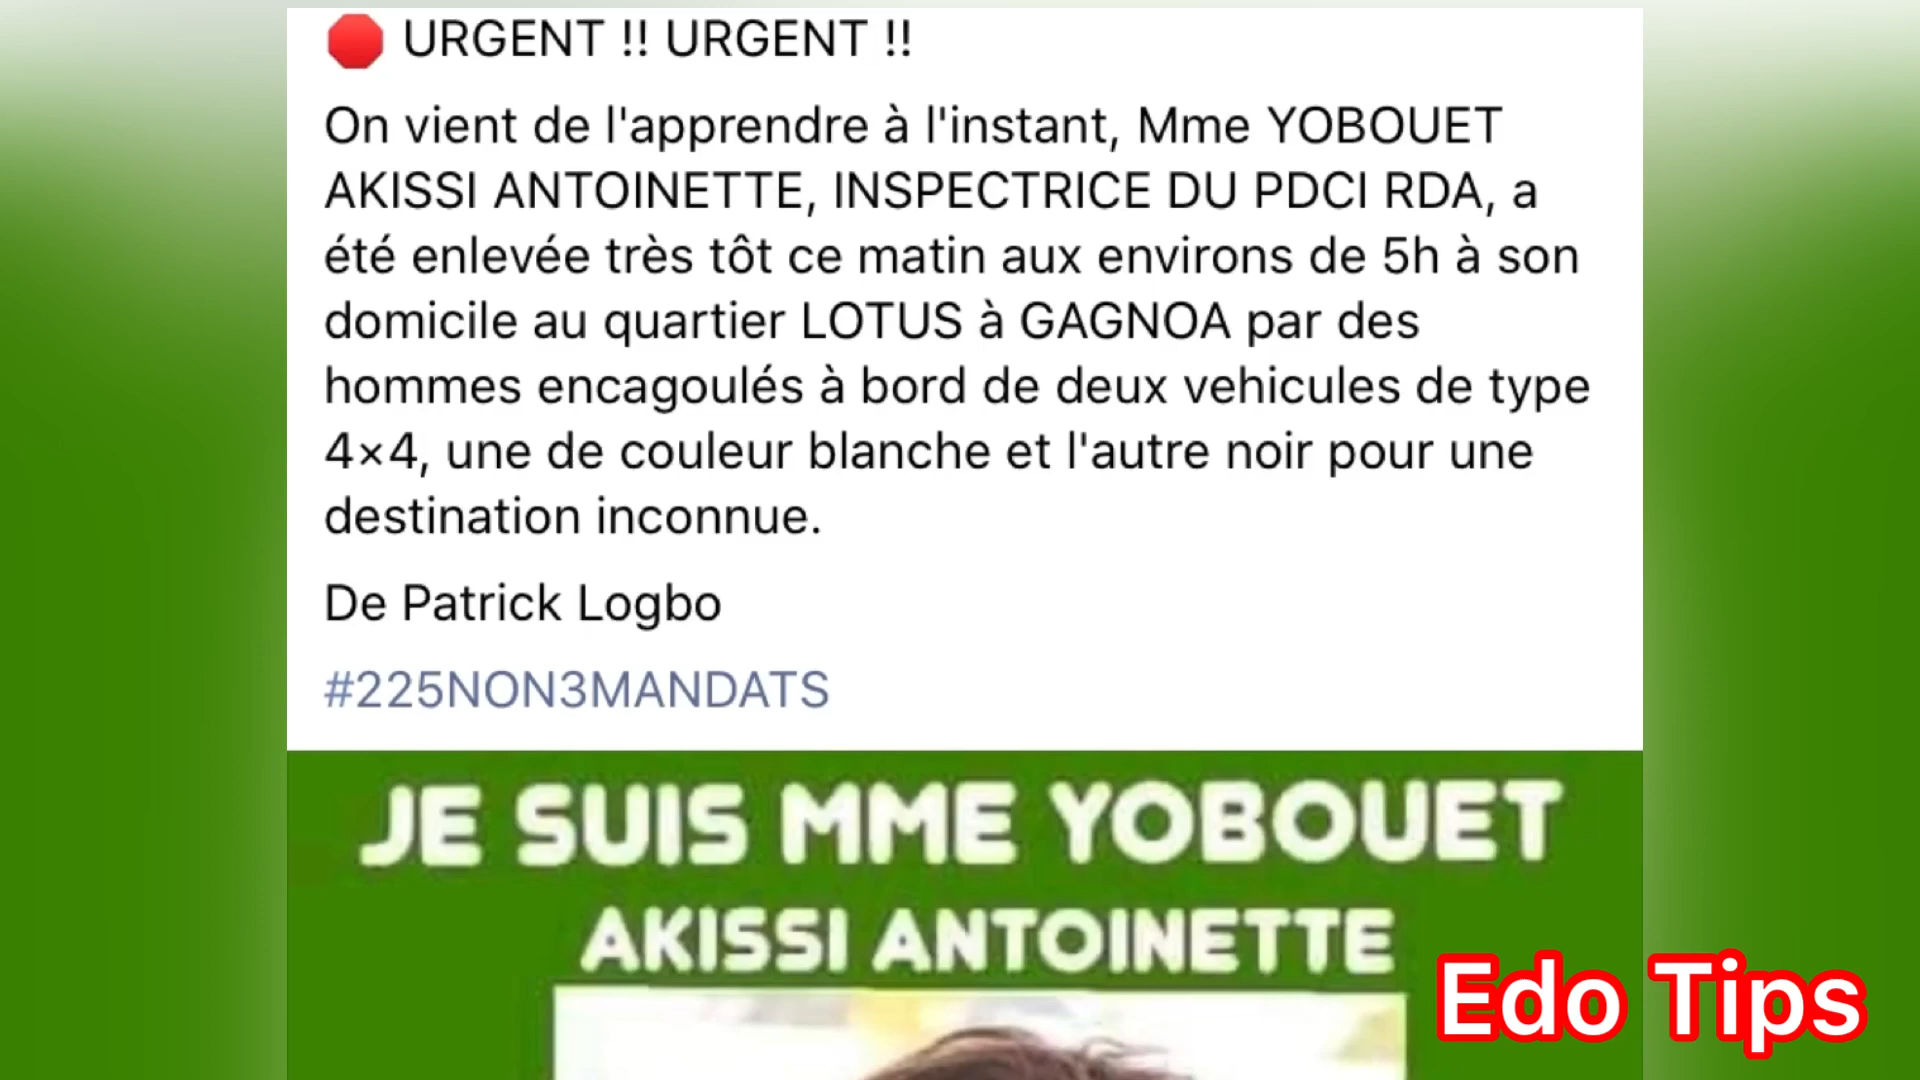 🛑 URGENT !! URGENT !!
On vient de l'apprendre à l'instant, Mme YOBOUET
AKISSI ANTOINETTE, INSPECTRICE DU PDCI RDA, a
été enlevée très tôt ce matin aux environs de 5h à son
domicile au quartier LOTUS à GAGNOA par des
hommes encagoulés à bord de deux vehicules de type
4×4, une de couleur blanche et l'autre noir pour une
destination inconnue.
De Patrick Logbo
#225NON3MANDATS
JE SUIS MME YOBOUET
AKISSI ANTOINETTE
Edo Tips